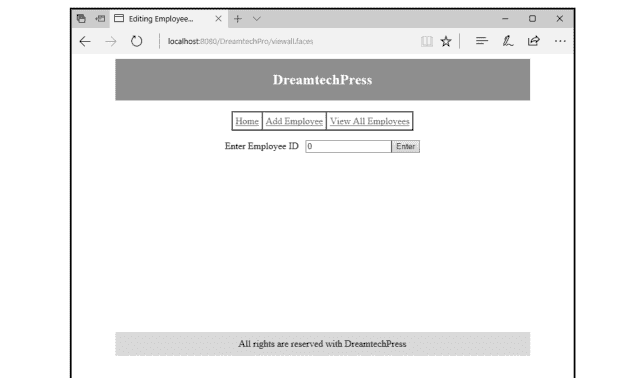 Editing Employee...
localhost:8080/DreamtechPro/viewall.faces
DreamtechPress
Home Add Employee View All Employees
Enter Employee ID 0 Enter
All rights are reserved with DreamtechPress